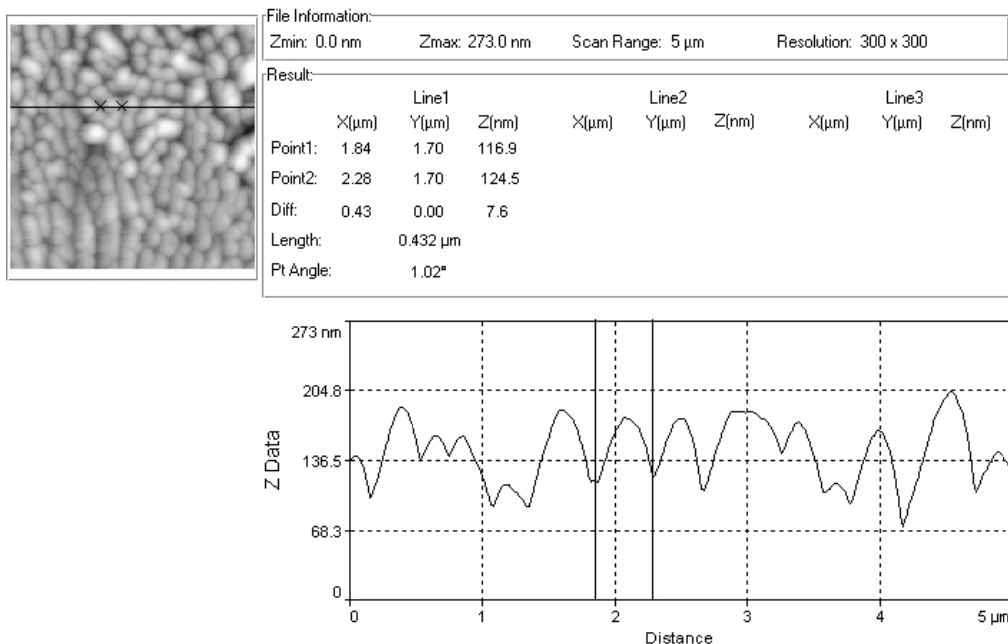 File Information:
Zmin: 0.0 nm Zmax: 273.0 nm Scan Range: 5 µm Resolution: 300 x 300
Result:
Line1 Line2 Line3
X(µm) Y(µm) Z(nm) X(µm) Y(µm) Z(nm) X(µm) Y(µm) Z(nm)
Point1: 1.84 1.70 116.9
Point2: 2.28 1.70 124.5
Diff: 0.43 0.00 7.6
Length: 0.432 µm
Pt Angle: 1.02°
273 nm
204.8
136.5
68.3
0
Z Data
0 1 2 3 4 5 µm
Distance